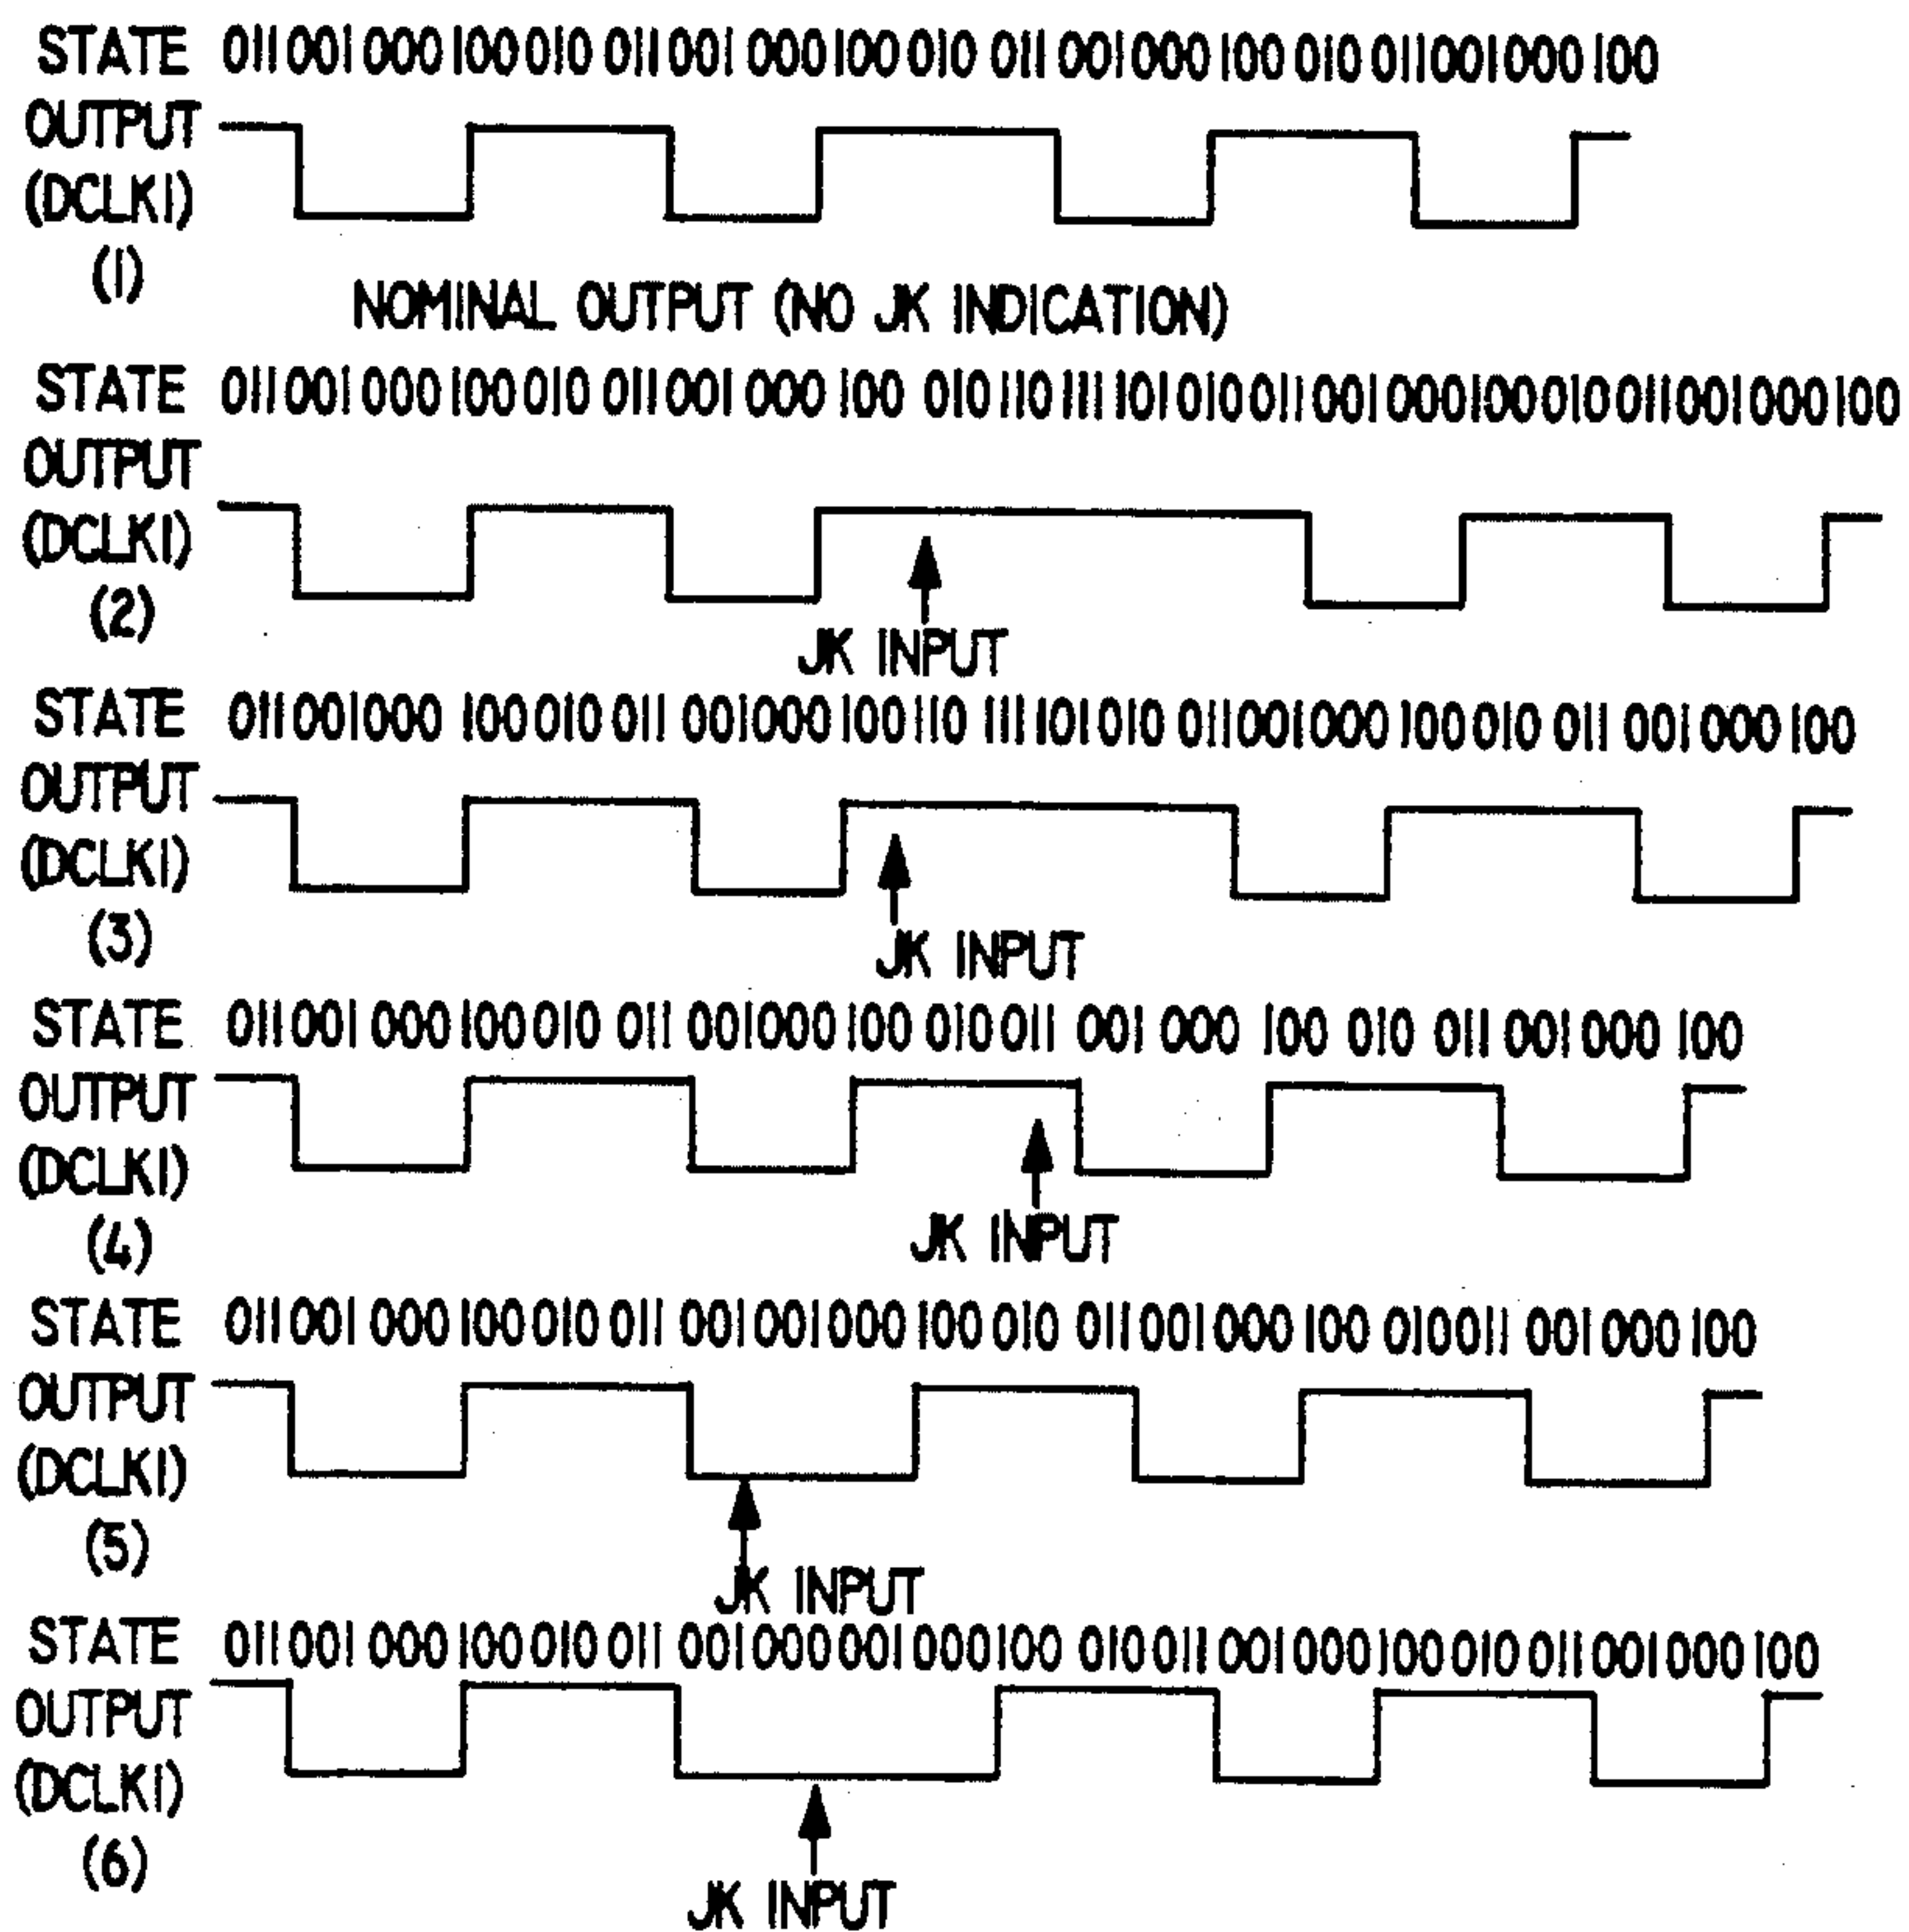 STATE 011 001 000 100 010 011 001 000 100 010 011 001 000 100 010 011 001 000 100
OUTPUT
(DCLK1)
(1)
NOMINAL OUTPUT (NO JK INDICATION)
STATE 011 001 000 100 010 011 001 000 100 010 110 111 101 010 011 001 000 100 010 011 001 000 100
OUTPUT
(DCLK1)
(2)
JK INPUT
STATE 011 001 000 100 010 011 001 000 100 110 111 101 010 011 001 000 100 010 011 001 000 100
OUTPUT
(DCLK1)
(3)
JK INPUT
STATE 011 001 000 100 010 011 001 000 100 010 011 001 000 100 010 011 001 000 100
OUTPUT
(DCLK1)
(4)
JK INPUT
STATE 011 001 000 100 010 011 001 001 000 100 010 011 001 000 100 010 011 001 000 100
OUTPUT
(DCLK1)
(5)
JK INPUT
STATE 011 001 000 100 010 011 001 000 001 000 100 010 011 001 000 100 010 011 001 000 100
OUTPUT
(DCLK1)
(6)
JK INPUT